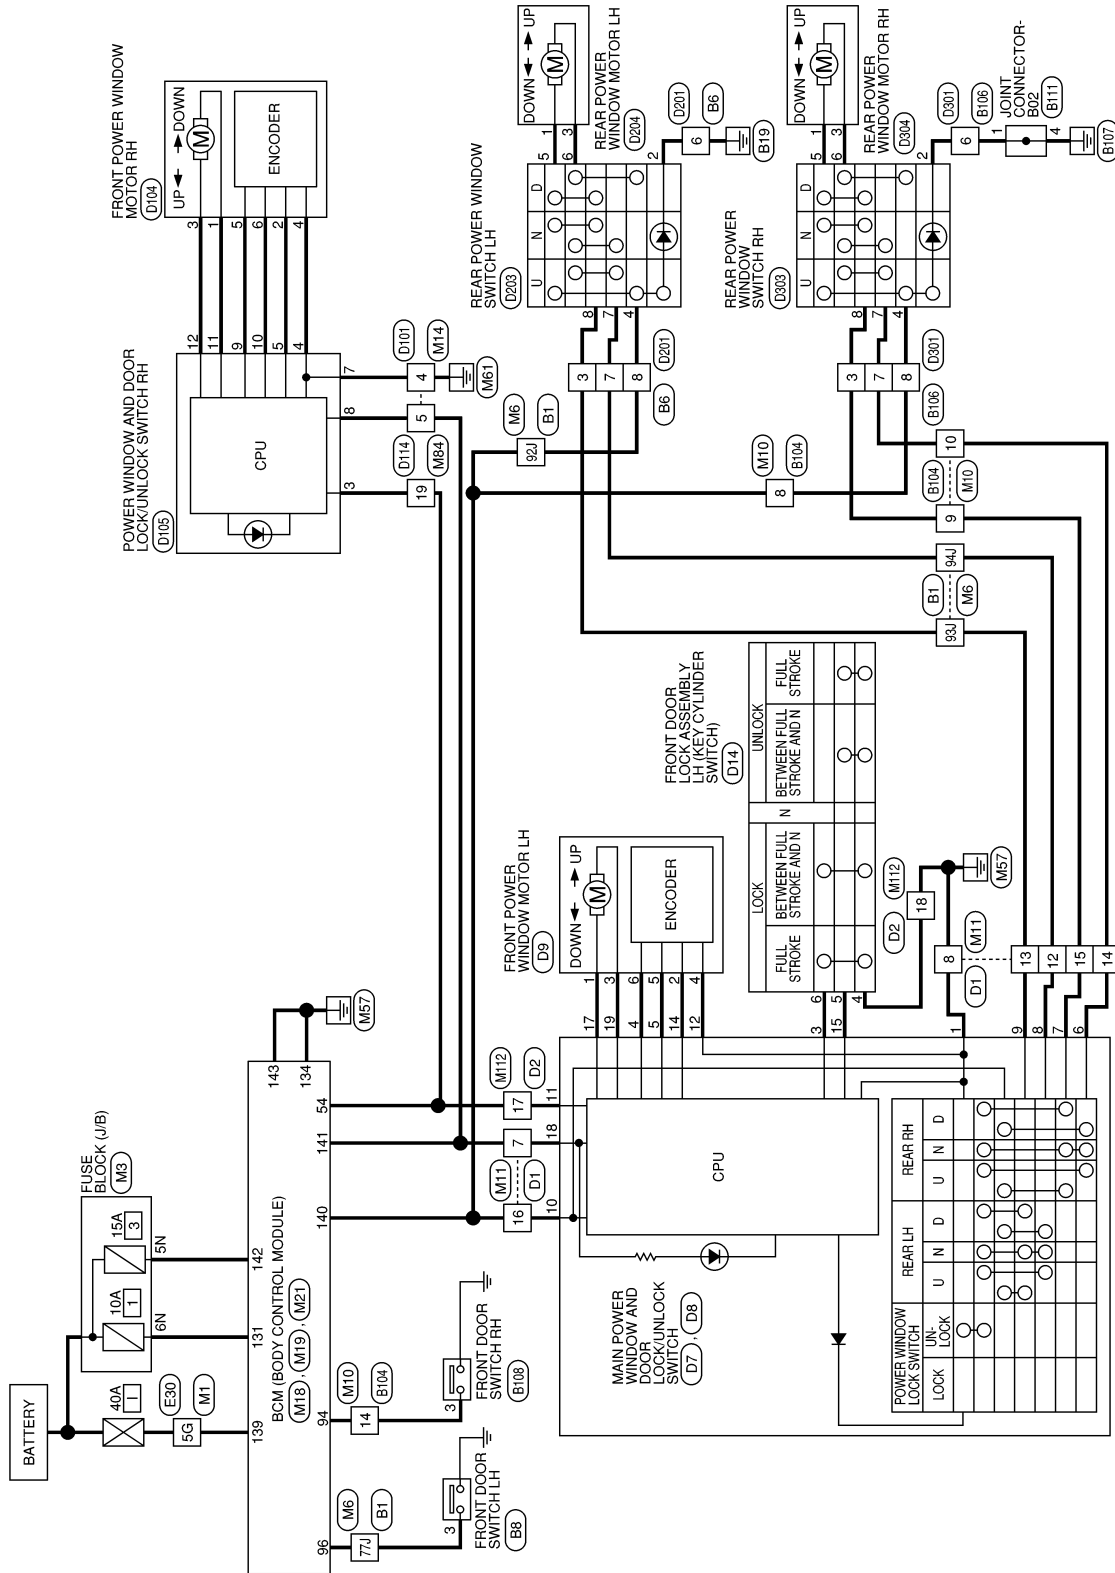 BATTERY
40A
I
E30
M1
5G
FUSE
BLOCK (J/B)
M3
10A
1
15A
3
6N
5N
139
131
142
BCM (BODY CONTROL MODULE)
M18, M19, M21
143
134
M57
96
94
140
141
54
M6
B1
77J
3
FRONT DOOR
SWITCH LH
B8
M10
B104
14
3
FRONT DOOR
SWITCH RH
B108
M11
D1
16
7
M112
D2
17
10
18
11
MAIN POWER
WINDOW AND
DOOR
LOCK/UNLOCK
SWITCH
D7, D8
CPU
17
19
4
5
14
12
3
15
1
9
8
7
6
POWER WINDOW
LOCK SWITCH
LOCK
UN-
LOCK
REAR LH
U
N
D
REAR RH
U
N
D
FRONT POWER
WINDOW MOTOR LH
D9
DOWN
UP
M
ENCODER
1
3
6
5
2
4
FRONT DOOR
LOCK ASSEMBLY
LH (KEY CYLINDER
SWITCH)
D14
LOCK
N
UNLOCK
FULL
STROKE
BETWEEN FULL
STROKE AND N
BETWEEN FULL
STROKE AND N
FULL
STROKE
6
5
4
D2
M112
18
M57
D1
M11
8
13
12
15
14
POWER WINDOW AND DOOR
LOCK/UNLOCK SWITCH RH
D105
CPU
12
11
9
10
5
4
3
8
7
D114
M84
19
5
D101
M14
4
M61
FRONT POWER WINDOW
MOTOR RH
D104
UP
DOWN
M
ENCODER
3
1
5
6
2
4
M6
B1
92J
M10
B104
8
B1
M6
93J
94J
B104
M10
9
10
REAR POWER WINDOW
SWITCH LH
D203
U
N
D
8
7
4
5
6
2
3
7
8
D201
B6
REAR POWER
WINDOW MOTOR LH
D204
DOWN
UP
M
1
3
D201
B6
6
B19
REAR POWER
WINDOW
SWITCH RH
D303
U
N
D
8
7
4
5
6
2
3
7
8
D301
B106
REAR POWER
WINDOW MOTOR RH
D304
DOWN
UP
M
1
3
D301
B106
6
JOINT
CONNECTOR-
B02
B111
1
4
B107